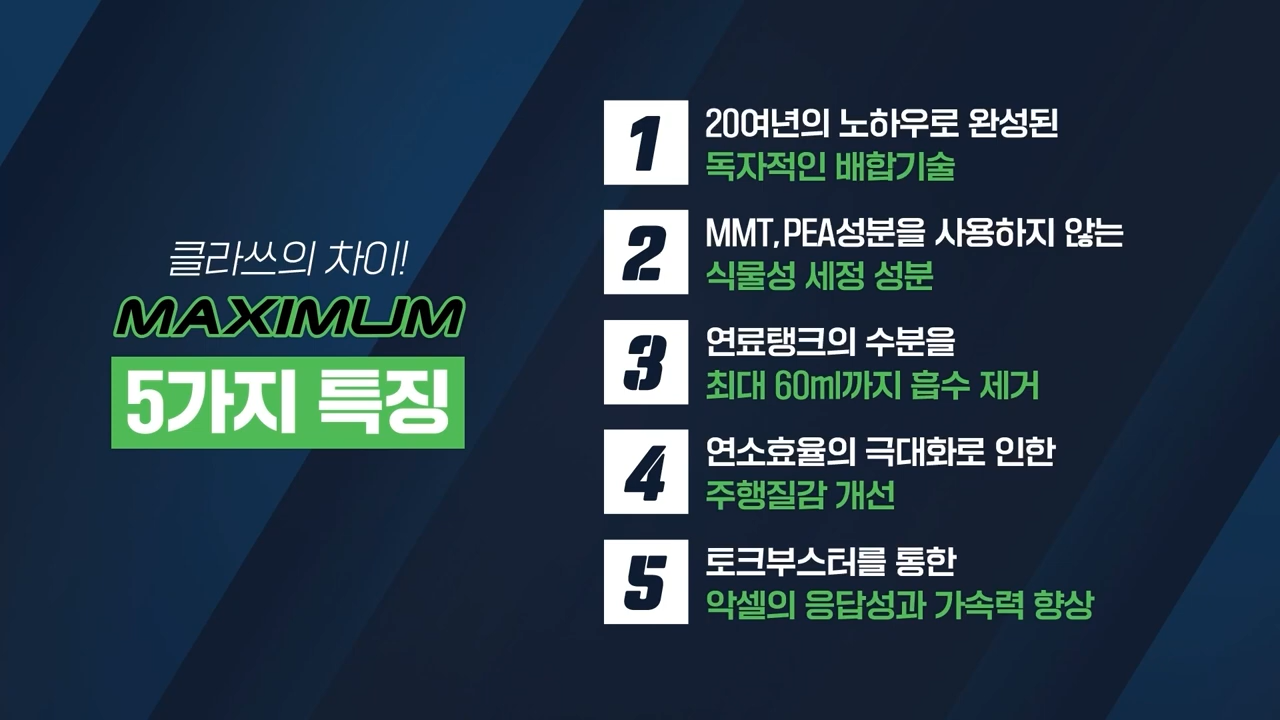 클라쓰의 차이!
MAXIMUM
5가지 특징
1
20여년의 노하우로 완성된
독자적인 배합기술
2
MMT,PEA성분을 사용하지 않는
식물성 세정 성분
3
연료탱크의 수분을
최대 60ml까지 흡수 제거
4
연소효율의 극대화로 인한
주행질감 개선
5
토크부스터를 통한
악셀의 응답성과 가속력 향상